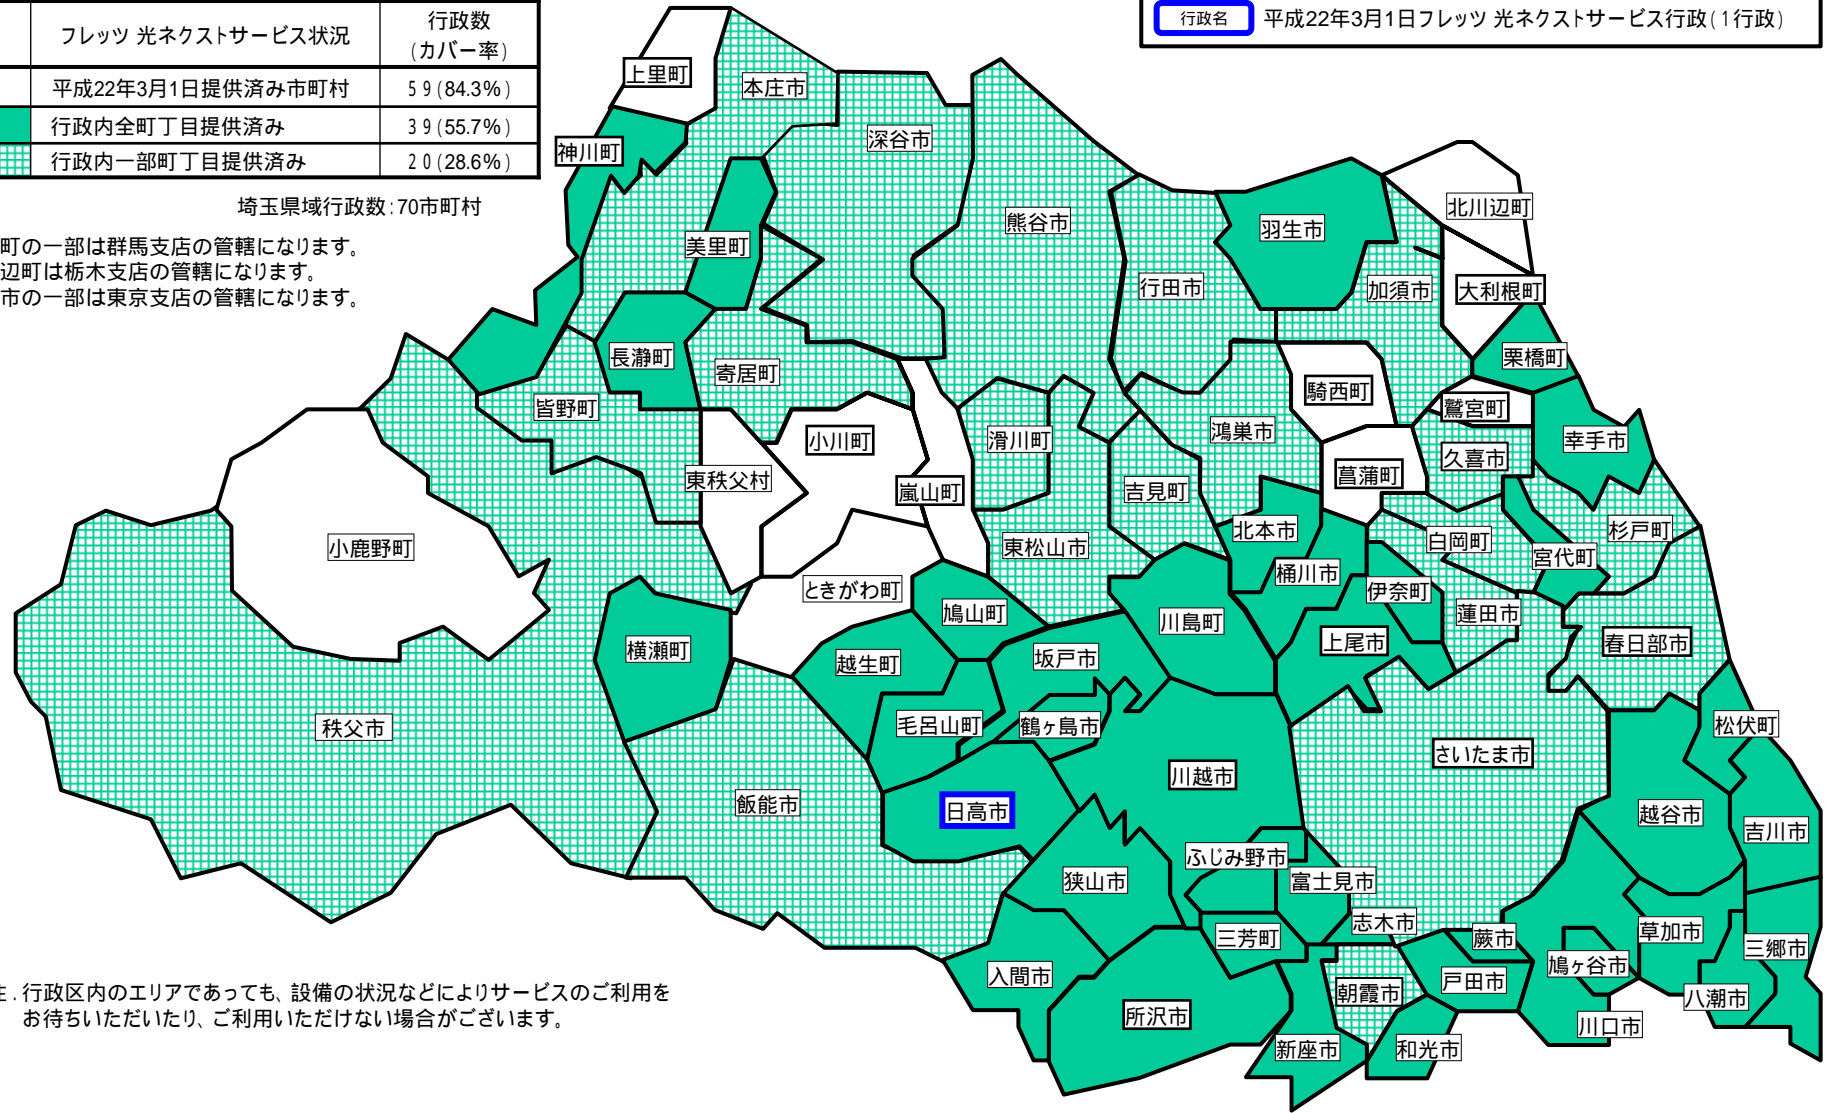 フレッツ 光ネクストサービス状況
行政数
(カバー率)
平成22年3月1日提供済み市町村
59(84.3%)
行政内全町丁目提供済み
39(55.7%)
行政内一部町丁目提供済み
20(28.6%)
埼玉県域行政数:70市町村
町の一部は群馬支店の管轄になります。
辺町は栃木支店の管轄になります。
市の一部は東京支店の管轄になります。
行政名
平成22年3月1日フレッツ 光ネクストサービス行政(1行政)
上里町
本庄市
深谷市
神川町
北川辺町
熊谷市
羽生市
美里町
行田市
加須市
大利根町
長瀞町
寄居町
栗橋町
騎西町
皆野町
鷲宮町
小川町
滑川町
鴻巣市
幸手市
久喜市
東秩父村
嵐山町
吉見町
菖蒲町
小鹿野町
東松山市
北本市
白岡町
杉戸町
宮代町
桶川市
ときがわ町
伊奈町
鳩山町
川島町
蓮田市
横瀬町
越生町
坂戸市
上尾市
春日部市
秩父市
毛呂山町
鶴ヶ島市
松伏町
さいたま市
川越市
飯能市
日高市
越谷市
吉川市
ふじみ野市
狭山市
富士見市
志木市
三芳町
蕨市
草加市
三郷市
入間市
鳩ヶ谷市
戸田市
朝霞市
八潮市
所沢市
川口市
新座市
和光市
.行政区内のエリアであっても、設備の状況などによりサービスのご利用を
お待ちいただいたり、ご利用いただけない場合がございます。